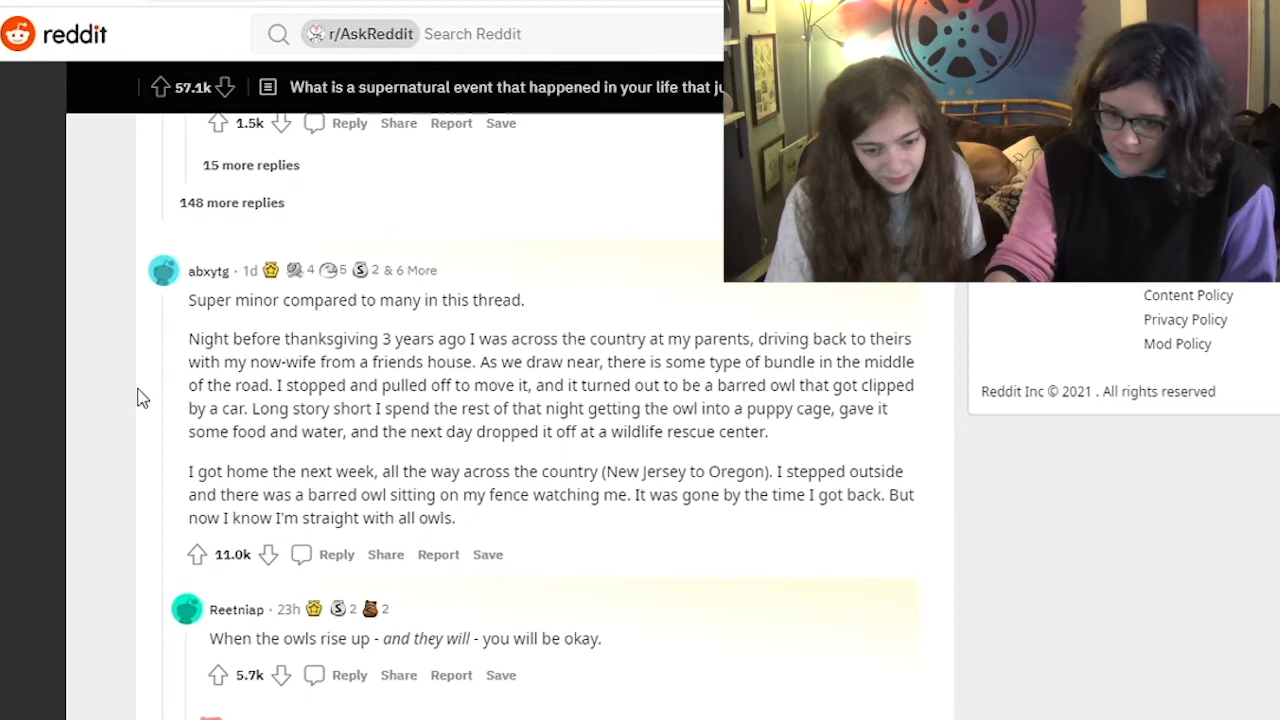 reddit
r/AskReddit Search Reddit
57.1k What is a supernatural event that happened in your life that ju
1.5k Reply Share Report Save
15 more replies
148 more replies
abxytg · 1d 4 5 S 2 & 6 More
Super minor compared to many in this thread.
Night before thanksgiving 3 years ago I was across the country at my parents, driving back to theirs
with my now-wife from a friends house. As we draw near, there is some type of bundle in the middle
of the road. I stopped and pulled off to move it, and it turned out to be a barred owl that got clipped
by a car. Long story short I spend the rest of that night getting the owl into a puppy cage, gave it
some food and water, and the next day dropped it off at a wildlife rescue center.
I got home the next week, all the way across the country (New Jersey to Oregon). I stepped outside
and there was a barred owl sitting on my fence watching me. It was gone by the time I got back. But
now I know I'm straight with all owls.
11.0k Reply Share Report Save
Reetniap · 23h S 2 2
When the owls rise up - and they will - you will be okay.
5.7k Reply Share Report Save
Content Policy
Privacy Policy
Mod Policy
Reddit Inc © 2021 . All rights reserved